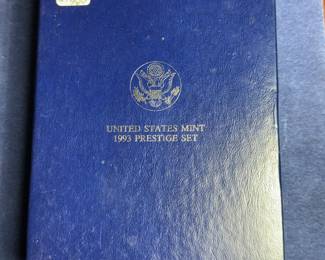 UNITED STATES MINT
1993 PRESTIGE SET